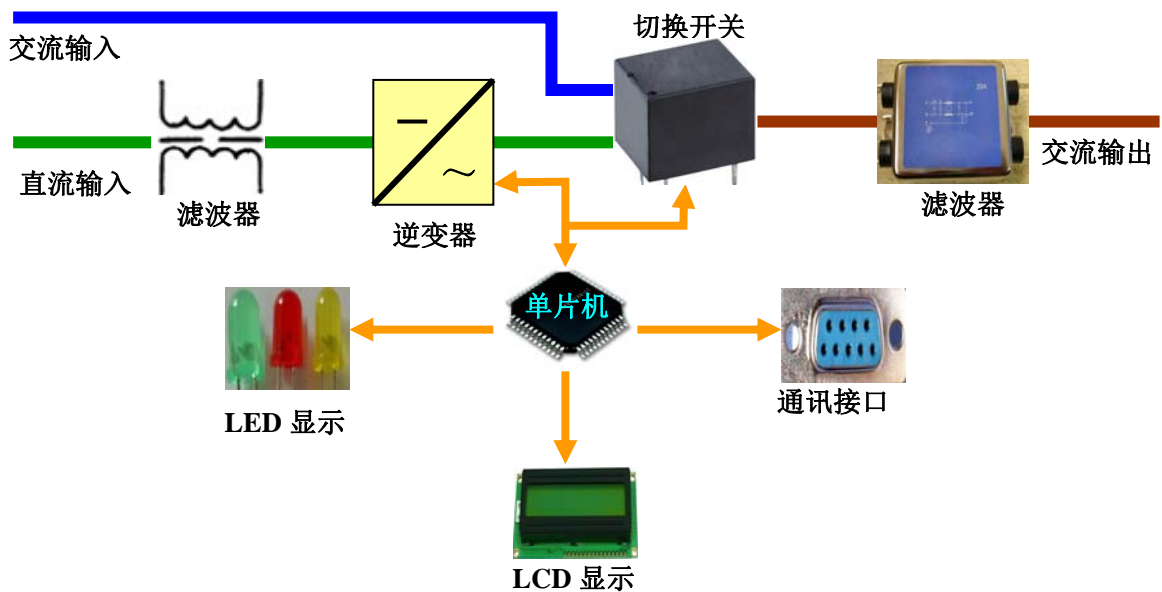 切换开关
交流输入
20A
直流输入
滤波器
逆变器
交流输出
滤波器
单片机
LED 显示
通讯接口
LCD 显示